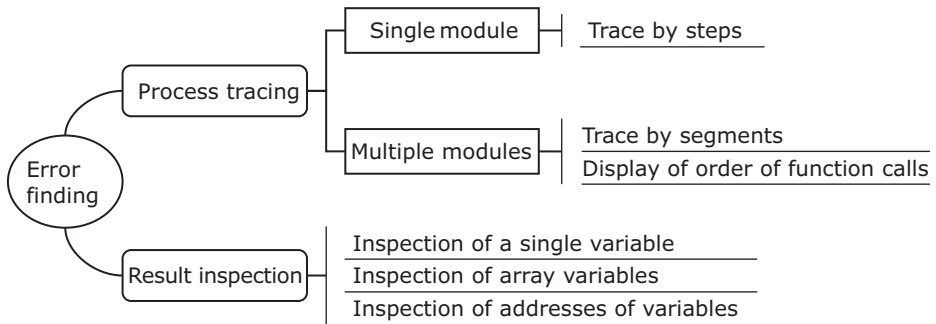 Error
finding
Process tracing
Single module
Trace by steps
Multiple modules
Trace by segments
Display of order of function calls
Result inspection
Inspection of a single variable
Inspection of array variables
Inspection of addresses of variables